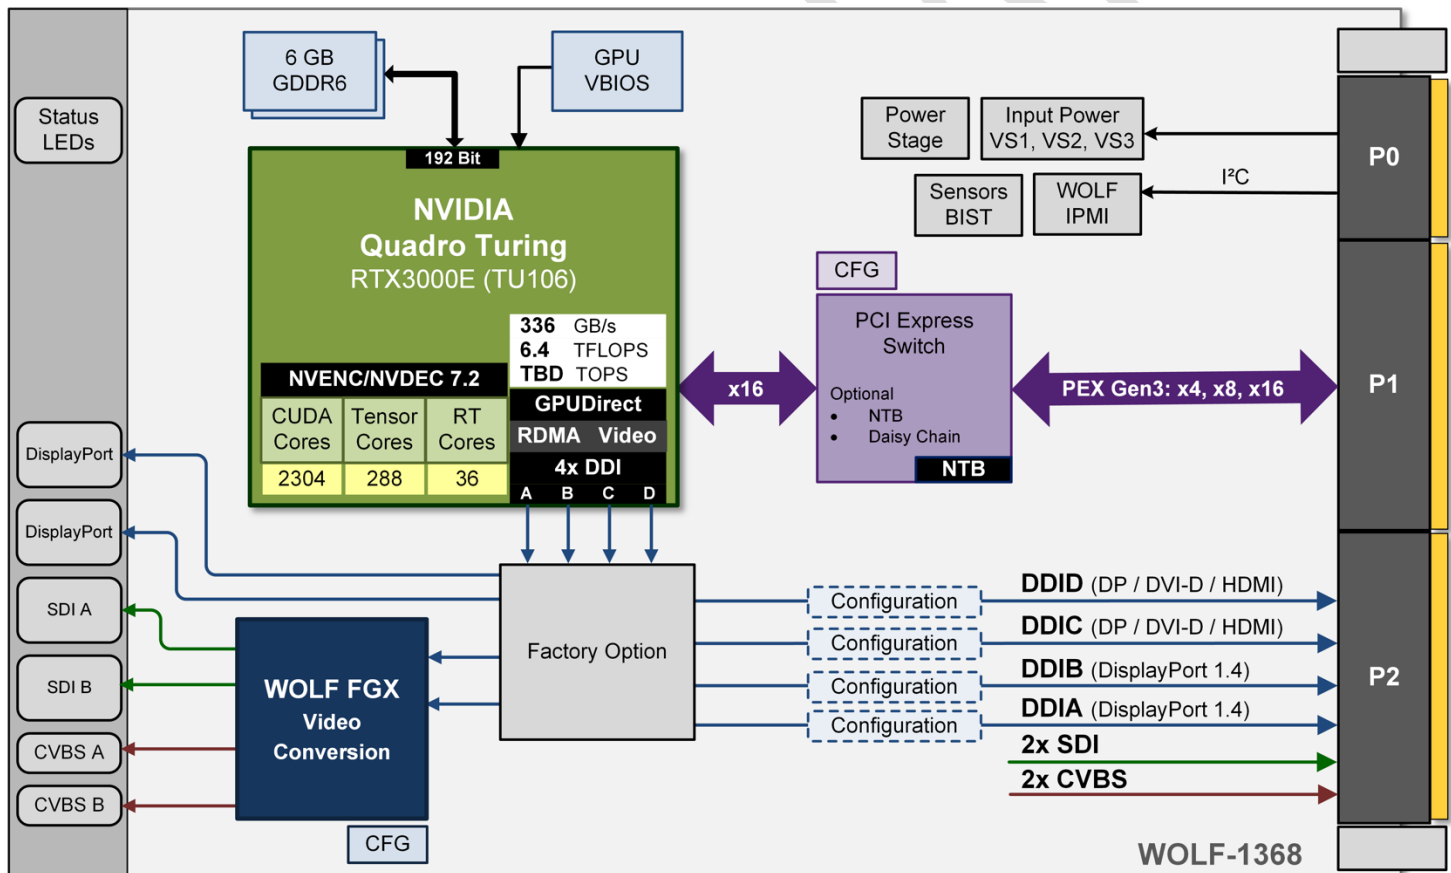 6 GB
GDDR6
GPU
VBIOS
Status
LEDs
Power
Stage
Input Power
VS1, VS2, VS3
P0
192 Bit
I²C
Sensors
BIST
WOLF
IPMI
NVIDIA
Quadro Turing
RTX3000E (TU106)
CFG
PCI Express
Switch
336 GB/s
6.4 TFLOPS
TBD TOPS
NVENC/NVDEC 7.2
x16
PEX Gen3: x4, x8, x16
P1
Optional
• NTB
• Daisy Chain
NTB
GPUDirect
RDMA Video
4x DDI
A B C D
CUDA
Cores
Tensor
Cores
RT
Cores
2304
288
36
DisplayPort
DisplayPort
SDI A
SDI B
CVBS A
CVBS B
Factory Option
WOLF FGX
Video
Conversion
CFG
Configuration
DDID (DP / DVI-D / HDMI)
Configuration
DDIC (DP / DVI-D / HDMI)
Configuration
DDIB (DisplayPort 1.4)
Configuration
DDIA (DisplayPort 1.4)
2x SDI
2x CVBS
P2
WOLF-1368